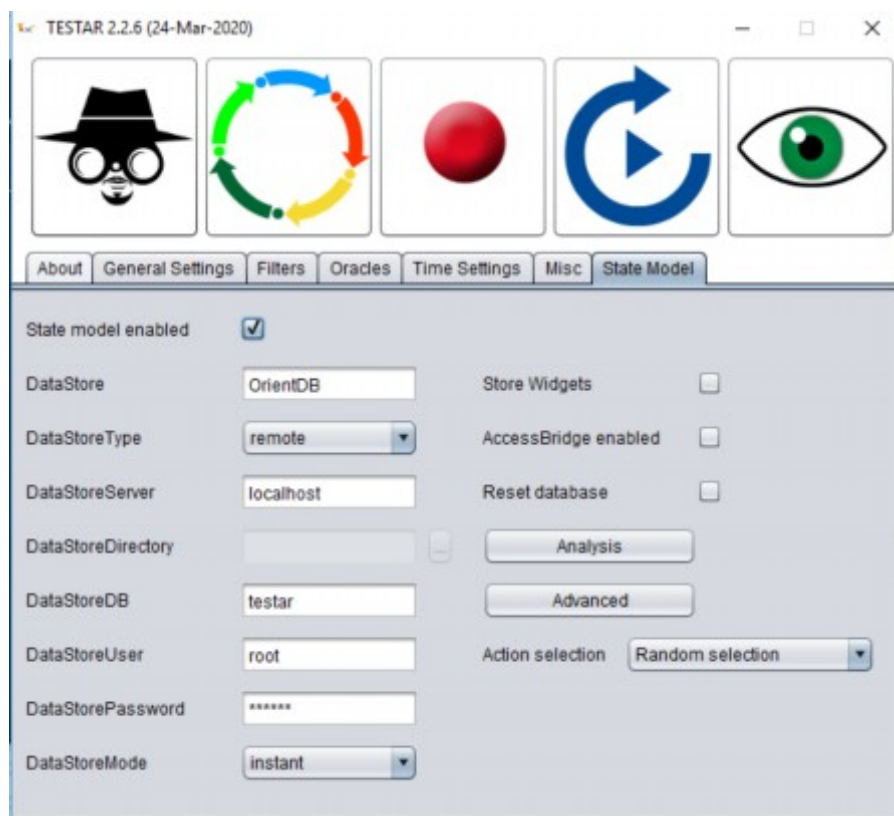 TESTAR 2.2.6 (24-Mar-2020)
About General Settings Filters Oracles Time Settings Misc State Model
State model enabled
DataStore OrientDB Store Widgets
DataStoreType remote AccessBridge enabled
DataStoreServer localhost Reset database
DataStoreDirectory ... Analysis
DataStoreDB testar Advanced
DataStoreUser root Action selection Random selection
DataStorePassword ******
DataStoreMode instant